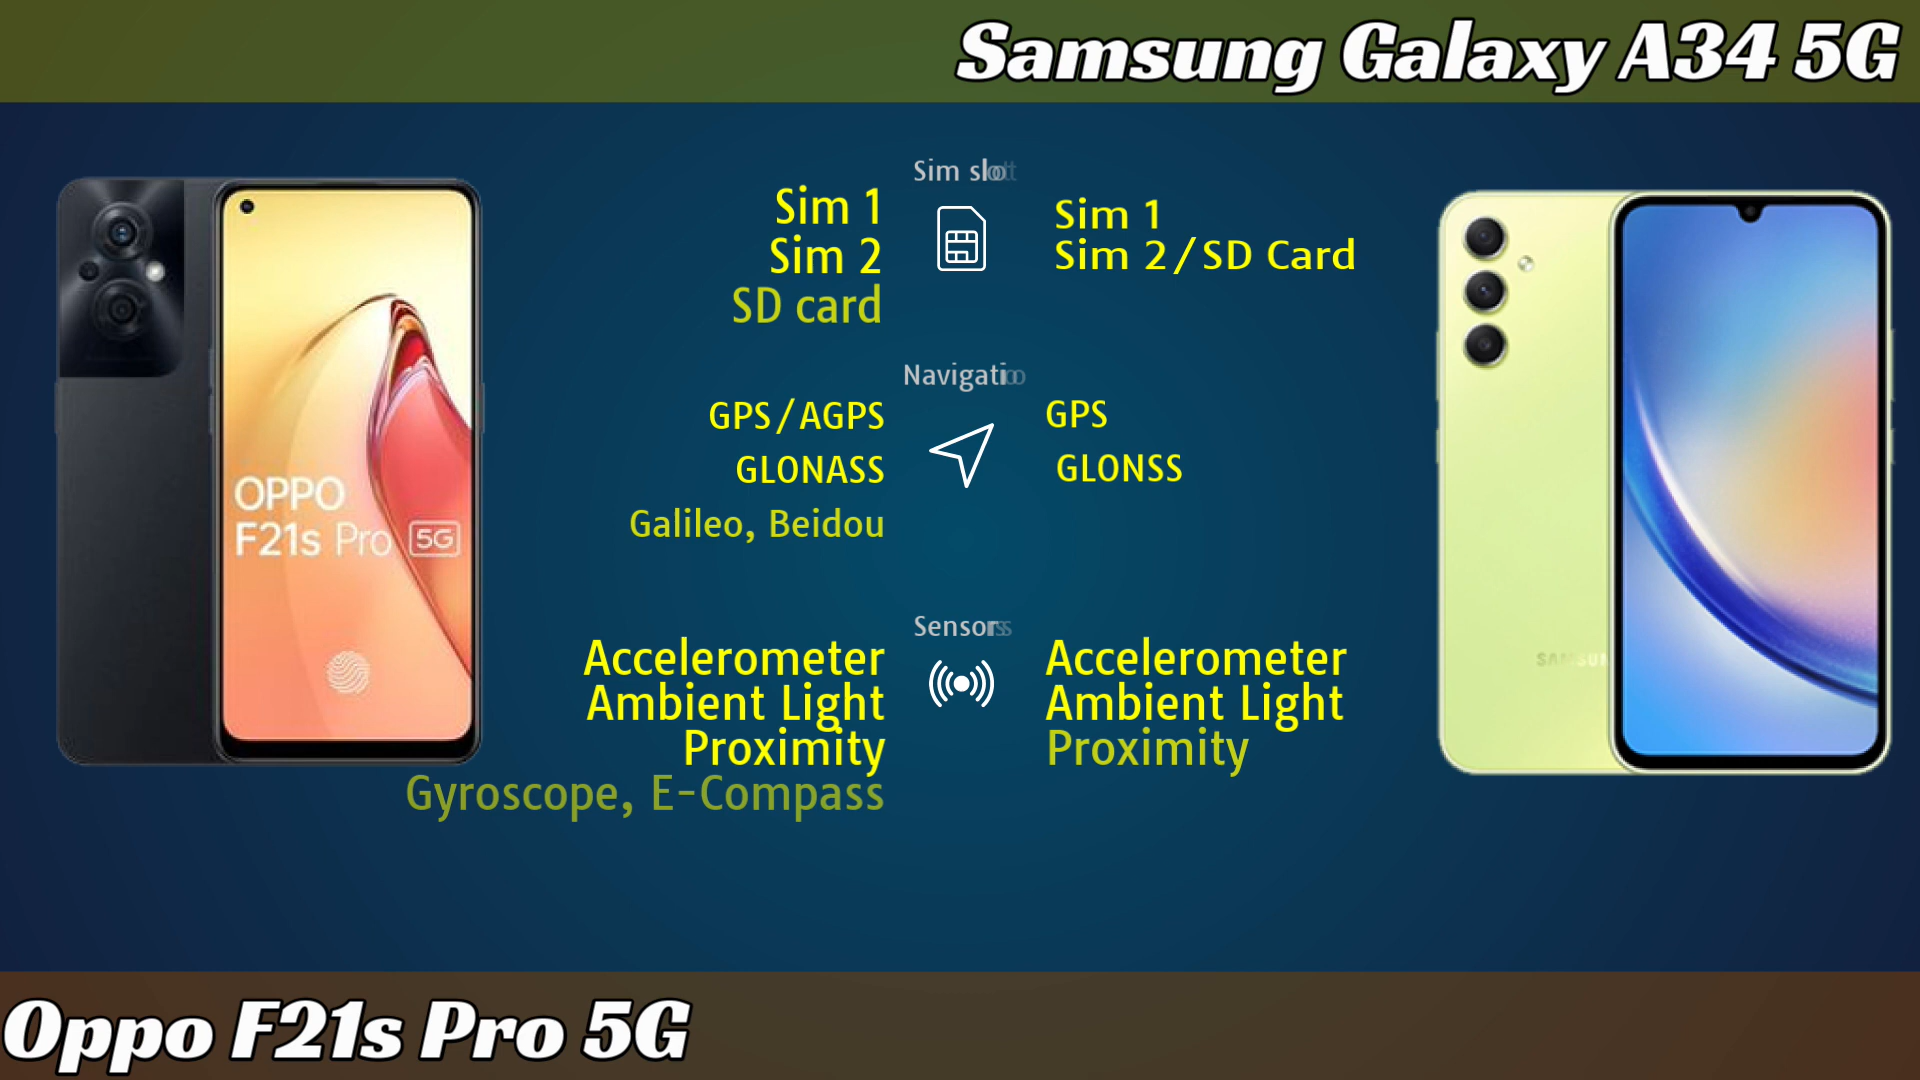 Samsung Galaxy A34 5G
Sim slot
Sim 1
Sim 2
SD card
Sim 1
Sim 2/SD Card
Navigatio
GPS/AGPS
GLONASS
Galileo, Beidou
GPS
GLONSS
Sensors
Accelerometer
Ambient Light
Proximity
Gyroscope, E-Compass
Accelerometer
Ambient Light
Proximity
OPPO
F21s Pro 5G
SAMSUN
Oppo F21s Pro 5G